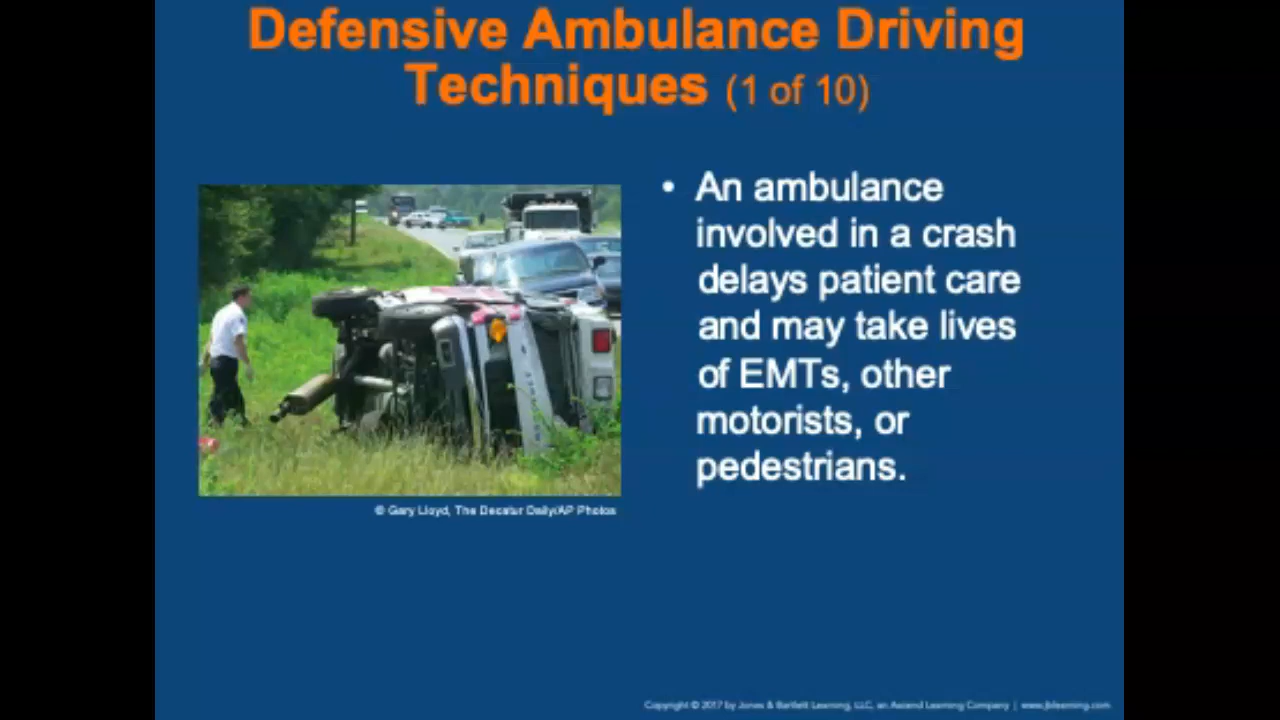 Defensive Ambulance Driving
Techniques (1 of 10)
• An ambulance
involved in a crash
delays patient care
and may take lives
of EMTs, other
motorists, or
pedestrians.
© Gary Lloyd, The Decatur Daily/AP Photos
Copyright © 2017 by Jones & Bartlett Learning, LLC, an Ascend Learning Company | www.jblearning.com